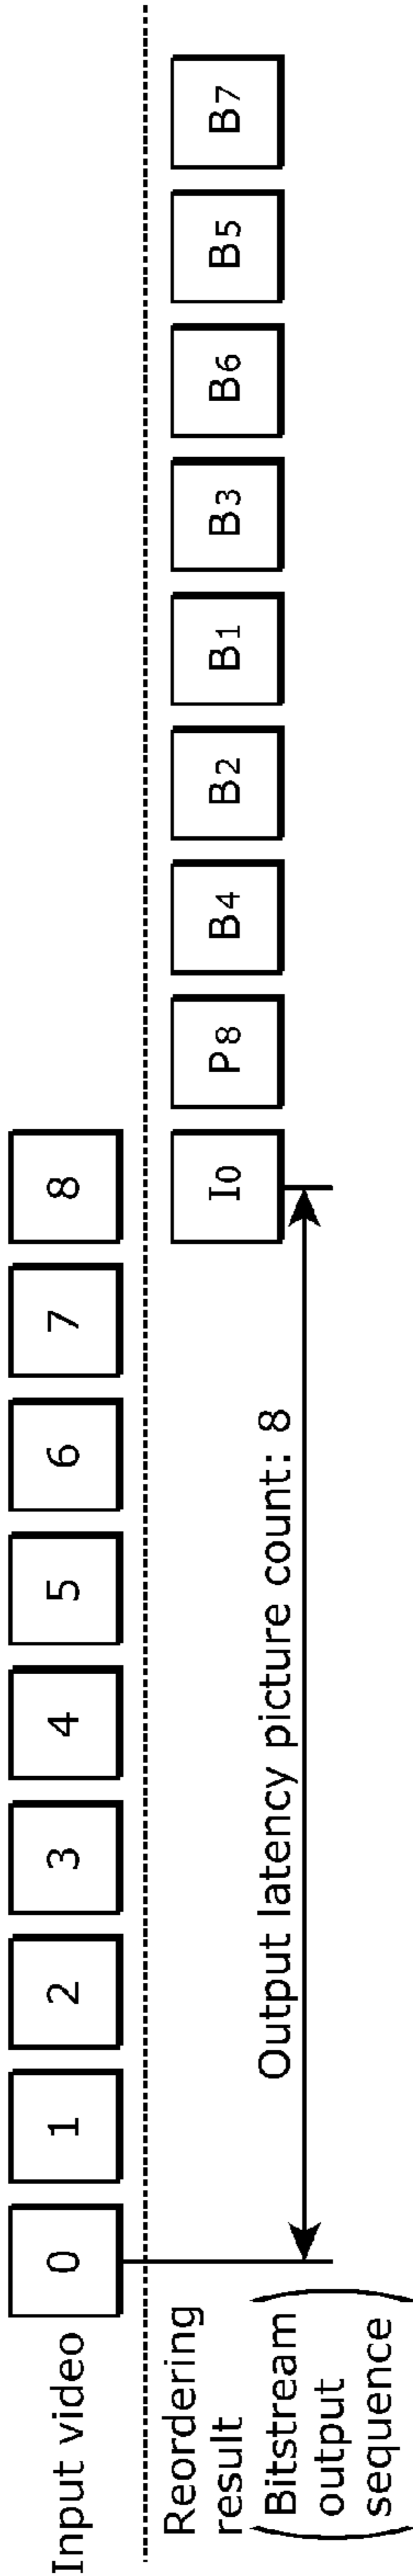 Input video
0 1 2 3 4 5 6 7 8
Reordering
result
(Bitstream
output
sequence)
I0 P8 B4 B2 B1 B3 B6 B5 B7
Output latency picture count: 8